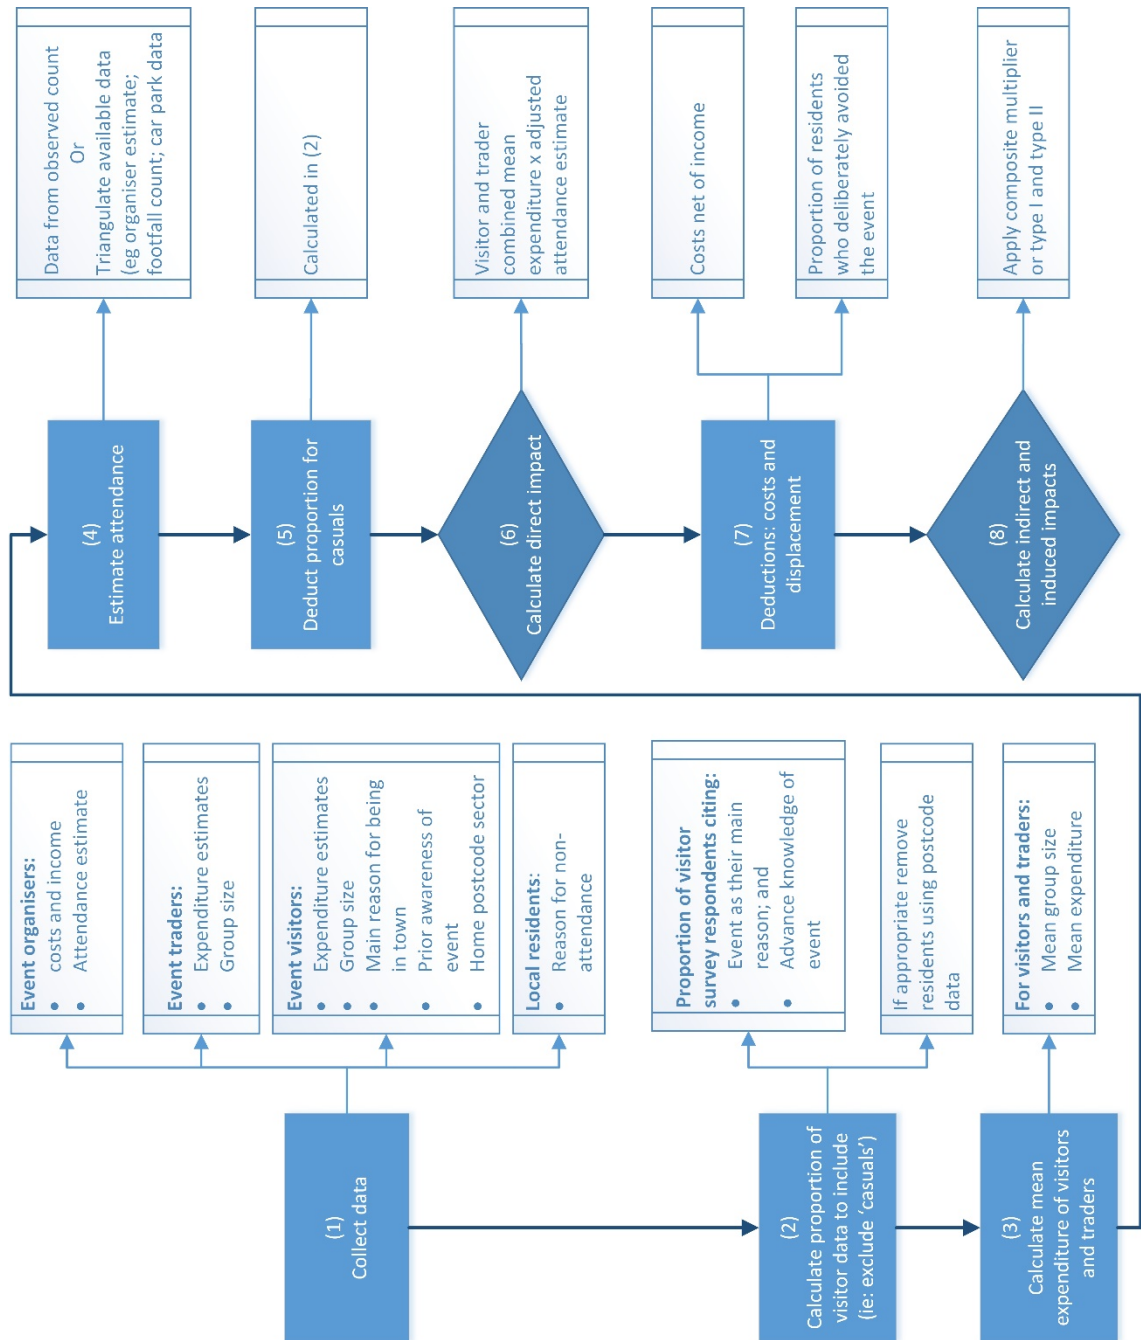 (1)
Collect data
Event organisers:
• costs and income
• Attendance estimate
Event traders:
• Expenditure estimates
• Group size
Event visitors:
• Expenditure estimates
• Group size
• Main reason for being
in town
• Prior awareness of
event
• Home postcode sector
Local residents:
• Reason for non-
attendance
(2)
Calculate proportion of
visitor data to include
(ie: exclude ‘casuals’)
Proportion of visitor
survey respondents citing:
• Event as their main
reason; and
• Advance knowledge of
event
If appropriate remove
residents using postcode
data
(3)
Calculate mean
expenditure of visitors
and traders
For visitors and traders:
• Mean group size
• Mean expenditure
(4)
Estimate attendance
Data from observed count
Or
Triangulate available data
(eg organiser estimate;
footfall count; car park data
(5)
Deduct proportion for
casuals
Calculated in (2)
(6)
Calculate direct impact
Visitor and trader
combined mean
expenditure x adjusted
attendance estimate
(7)
Deductions: costs and
displacement
Costs net of income
Proportion of residents
who deliberately avoided
the event
(8)
Calculate indirect and
induced impacts
Apply composite multiplier
or type I and type II